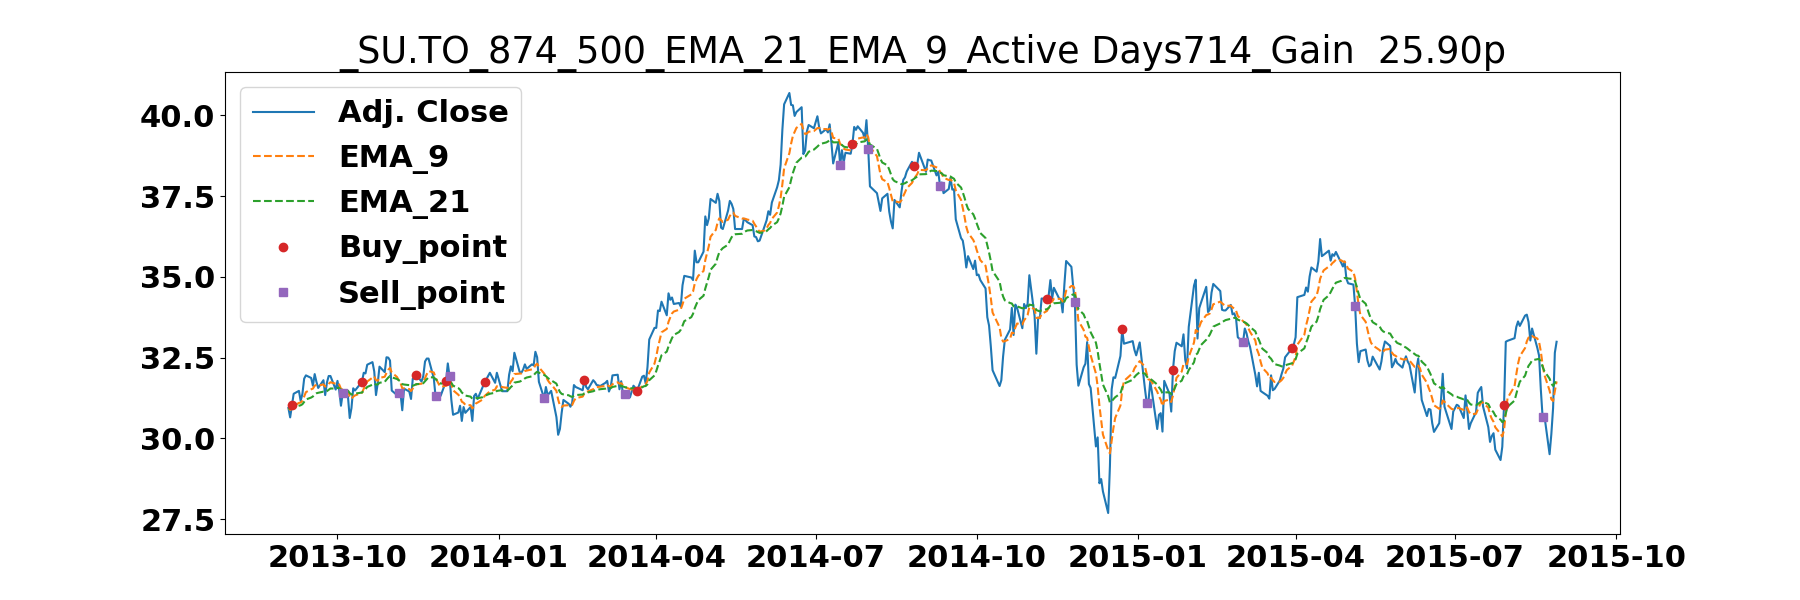 _SU.TO_874_500_EMA_21_EMA_9_Active Days714_Gain  25.90p
Adj. Close
EMA_9
EMA_21
Buy_point
Sell_point
40.0
37.5
35.0
32.5
30.0
27.5
2013-10 2014-01 2014-04 2014-07 2014-10 2015-01 2015-04 2015-07 2015-10